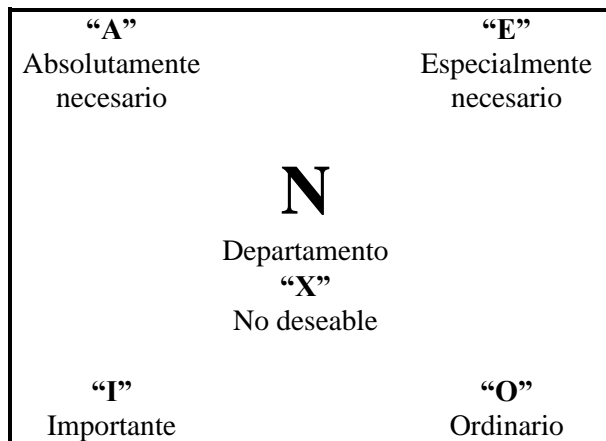 “A” “E”
Absolutamente Especialmente
necesario necesario
N
Departamento
“X”
No deseable
“I” “O”
Importante Ordinario